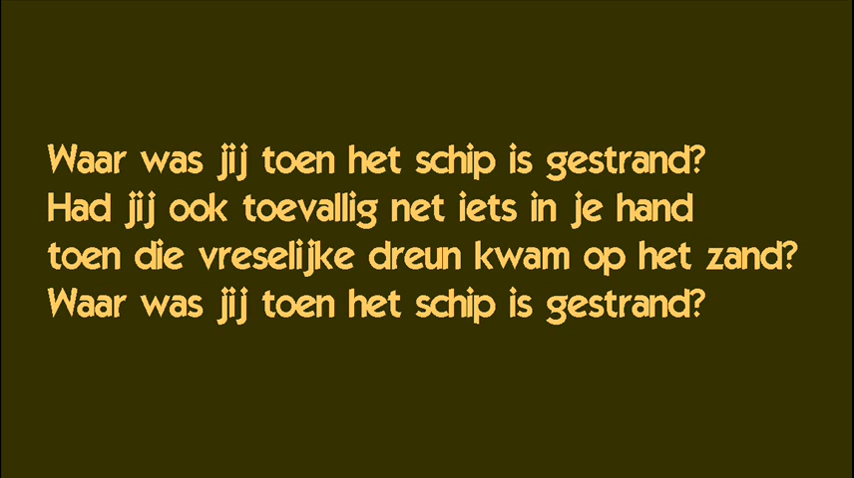 Waar was jij toen het schip is gestrand?
Had jij ook toevallig net iets in je hand
toen die vreselijke dreun kwam op het zand?
Waar was jij toen het schip is gestrand?